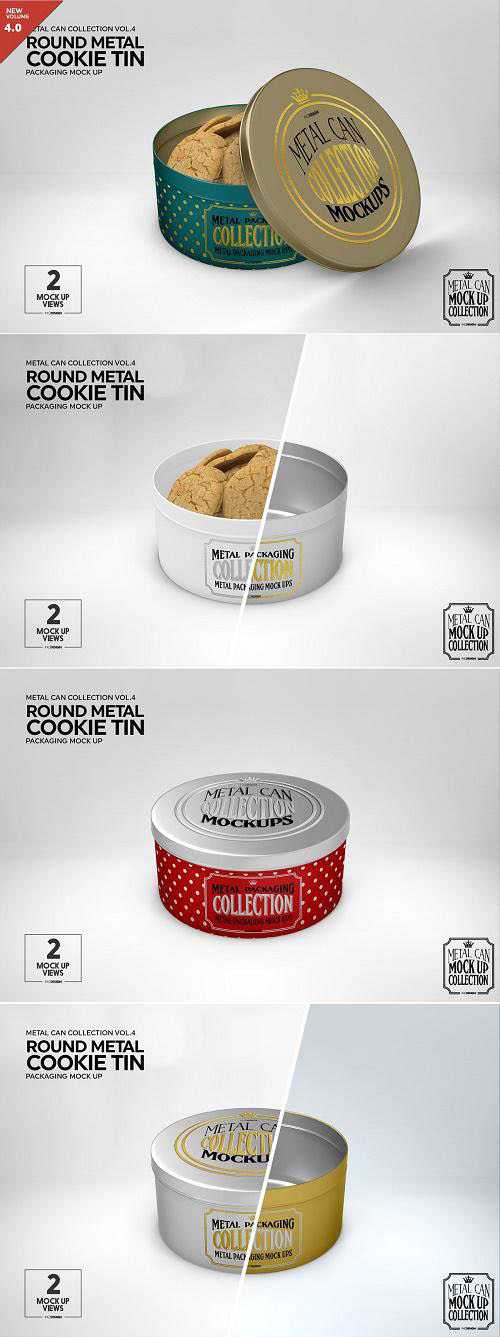 NEW
VOLUME
4.0
METAL CAN COLLECTION VOL.4
ROUND METAL
COOKIE TIN
PACKAGING MOCK UP
METAL CAN
COLLECTION
MOCKUPS
METAL PACK
COLLECTIO
METAL PACKAGING MOCK UPS
2
MOCK UP
VIEWS
METAL CAN
MOCK UP
COLLECTION
METAL CAN COLLECTION VOL.4
ROUND METAL
COOKIE TIN
PACKAGING MOCK UP
METAL PACKAGING
COLLECTION
METAL PACKAGING MOCK UPS
2
MOCK UP
VIEWS
METAL CAN
MOCK UP
COLLECTION
METAL CAN COLLECTION VOL.4
ROUND METAL
COOKIE TIN
PACKAGING MOCK UP
METAL CAN
COLLECTION
MOCKUPS
METAL PACKAGING
COLLECTION
METAL PACKAGING MOCK UPS
2
MOCK UP
VIEWS
METAL CAN
MOCK UP
COLLECTION
METAL CAN COLLECTION VOL.4
ROUND METAL
COOKIE TIN
PACKAGING MOCK UP
METAL CA
COLLECTI
MOCKU
METAL PACKAGING
COLLECTION
METAL PACKAGING MOCK UPS
2
MOCK UP
VIEWS
METAL CAN
MOCK UP
COLLECTION